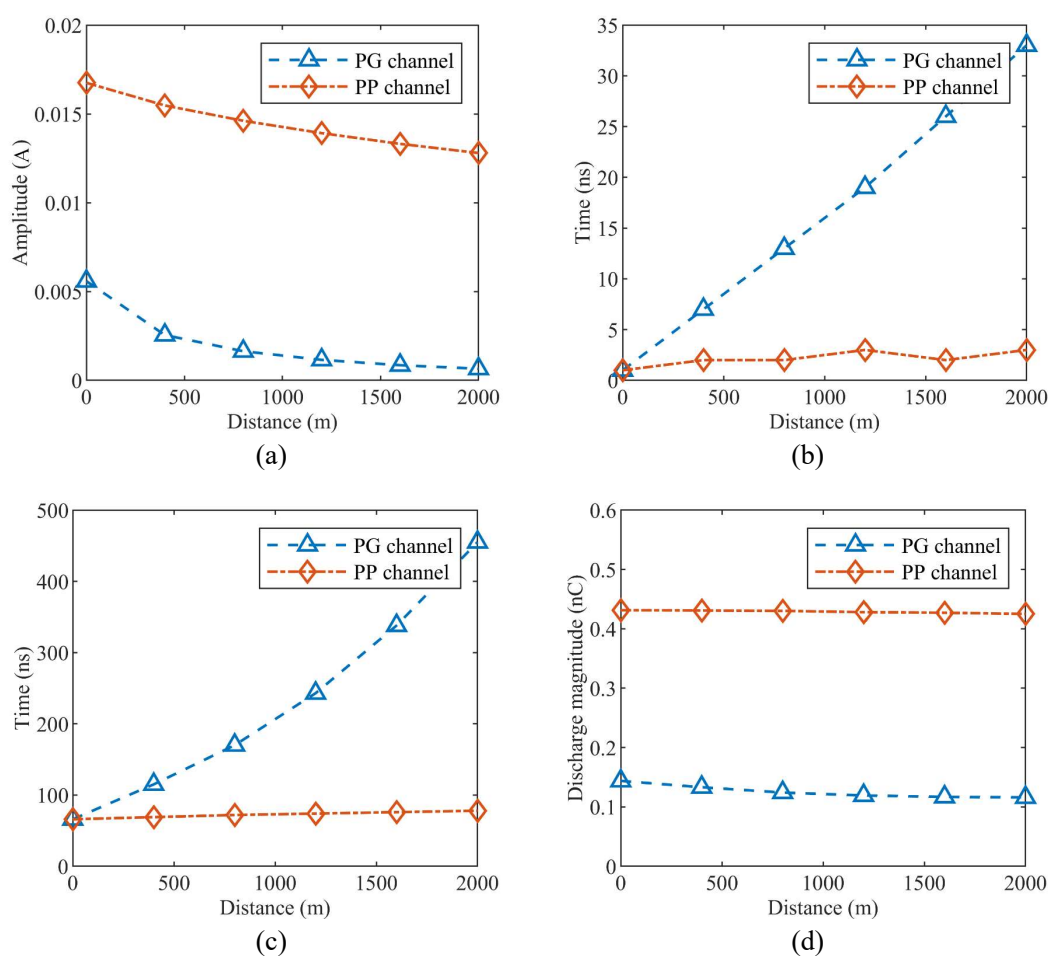 0.02
0.015
0.01
0.005
0
Amplitude (A)
PG channel
PP channel
0 500 1000 1500 2000
Distance (m)
(a)
35
30
25
20
15
10
5
0
Time (ns)
PG channel
PP channel
0 500 1000 1500 2000
Distance (m)
(b)
500
400
300
200
100
0
Time (ns)
PG channel
PP channel
0 500 1000 1500 2000
Distance (m)
(c)
0.6
0.5
0.4
0.3
0.2
0.1
0
Discharge magnitude (nC)
PG channel
PP channel
0 500 1000 1500 2000
Distance (m)
(d)